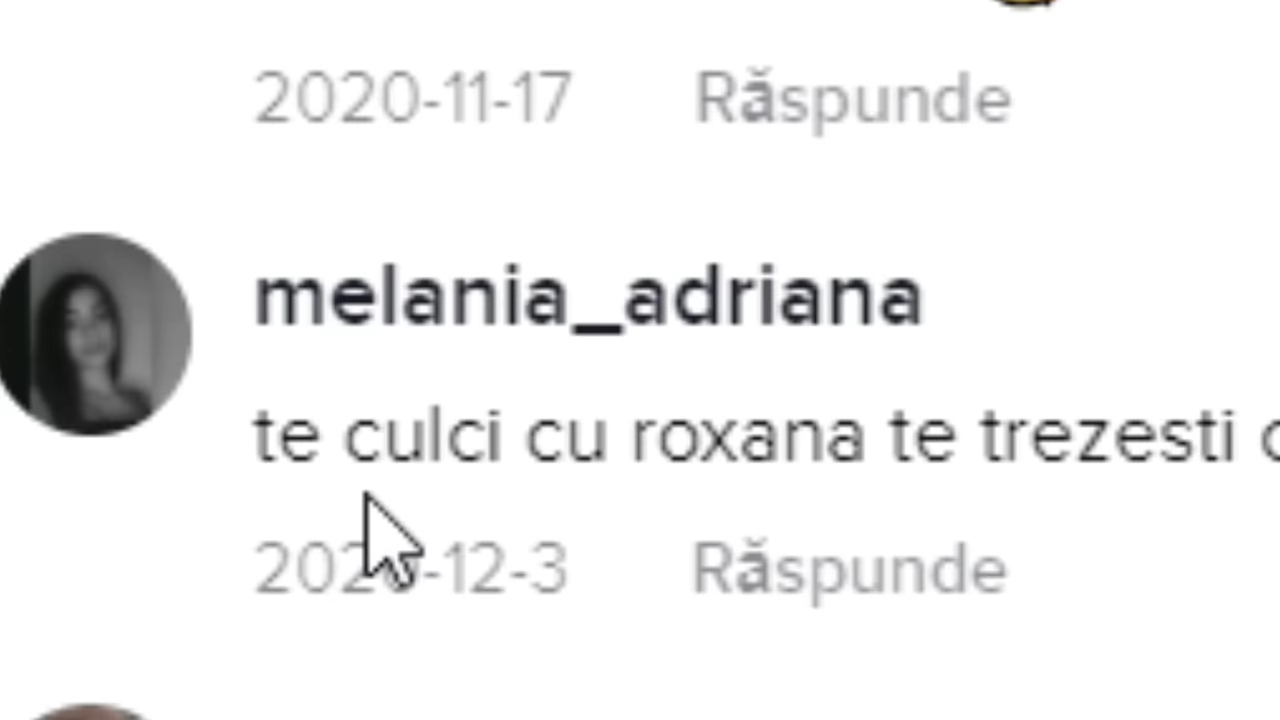 2020-11-17 Răspunde
melania_adriana
te culci cu roxana te trezesti
-12-3 Răspunde